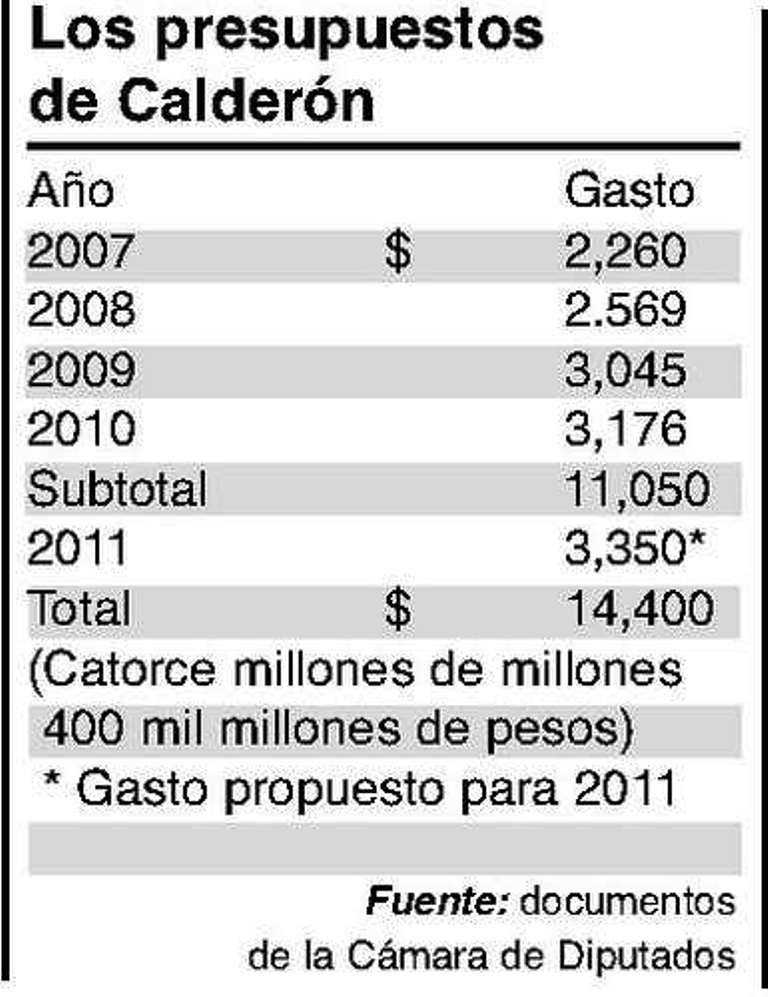 Los presupuestos
de Calderón
Año Gasto
2007 $ 2,260
2008 2.569
2009 3,045
2010 3,176
Subtotal 11,050
2011 3,350*
Total $ 14,400
(Catorce millones de millones
400 mil millones de pesos)
* Gasto propuesto para 2011
Fuente: documentos
de la Cámara de Diputados